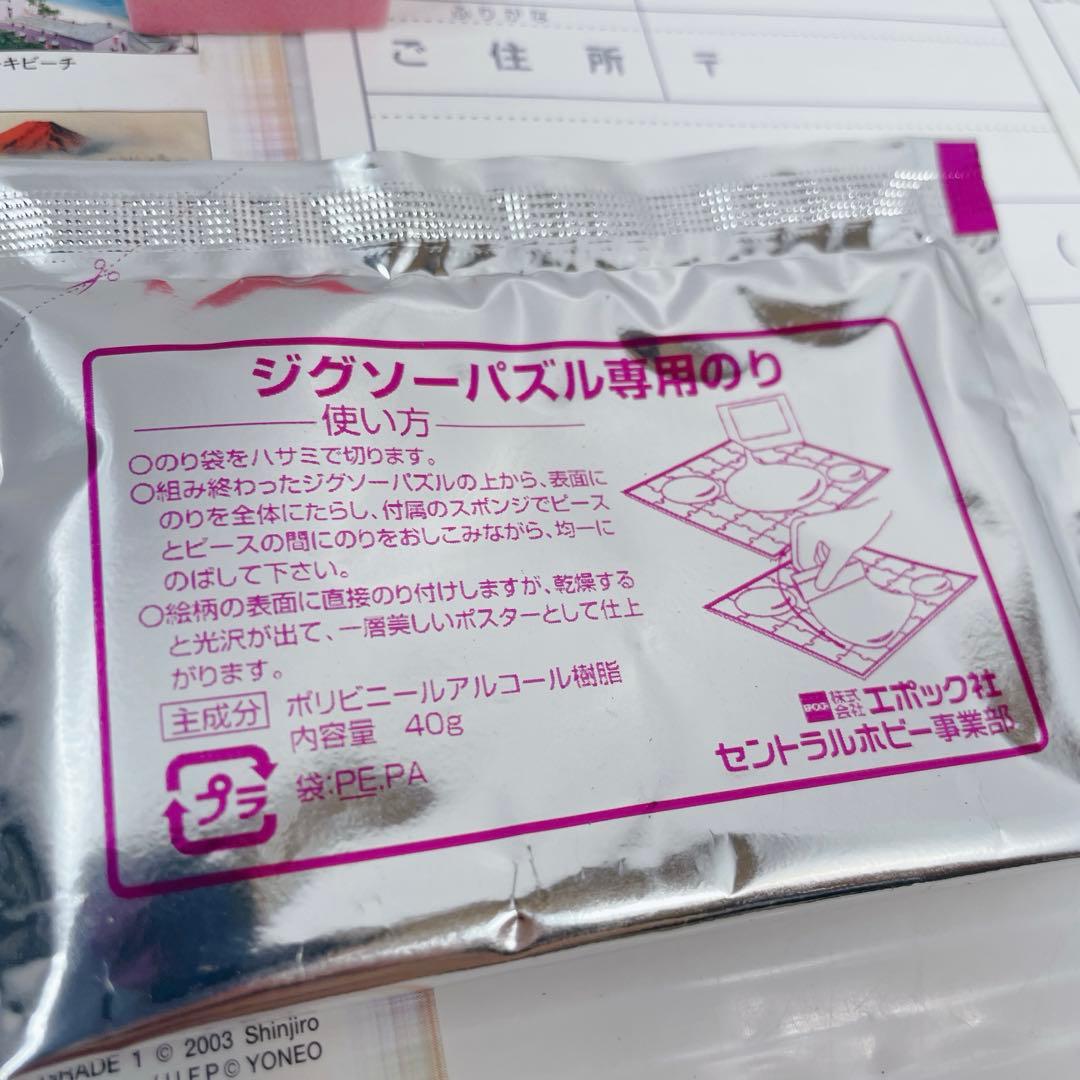 ふりがな
ご住所 〒
キビーチ
ジグソーパズル専用のり
使い方
○のり袋をハサミで切ります。
○組み終わったジグソーパズルの上から、表面に
のりを全体にたらし、付属のスポンジでピース
とピースの間にのりをおしこみながら、均一に
のばして下さい。
○絵柄の表面に直接のり付けしますが、乾燥する
と光沢が出て、一層美しいポスターとして仕上
がります。
主成分 ポリビニールアルコール樹脂
内容量 40g
プラ 袋:PE.PA
株式会社 エポック社
セントラルホビー事業部
GRADE 1 © 2003 Shinjiro
© YONEO